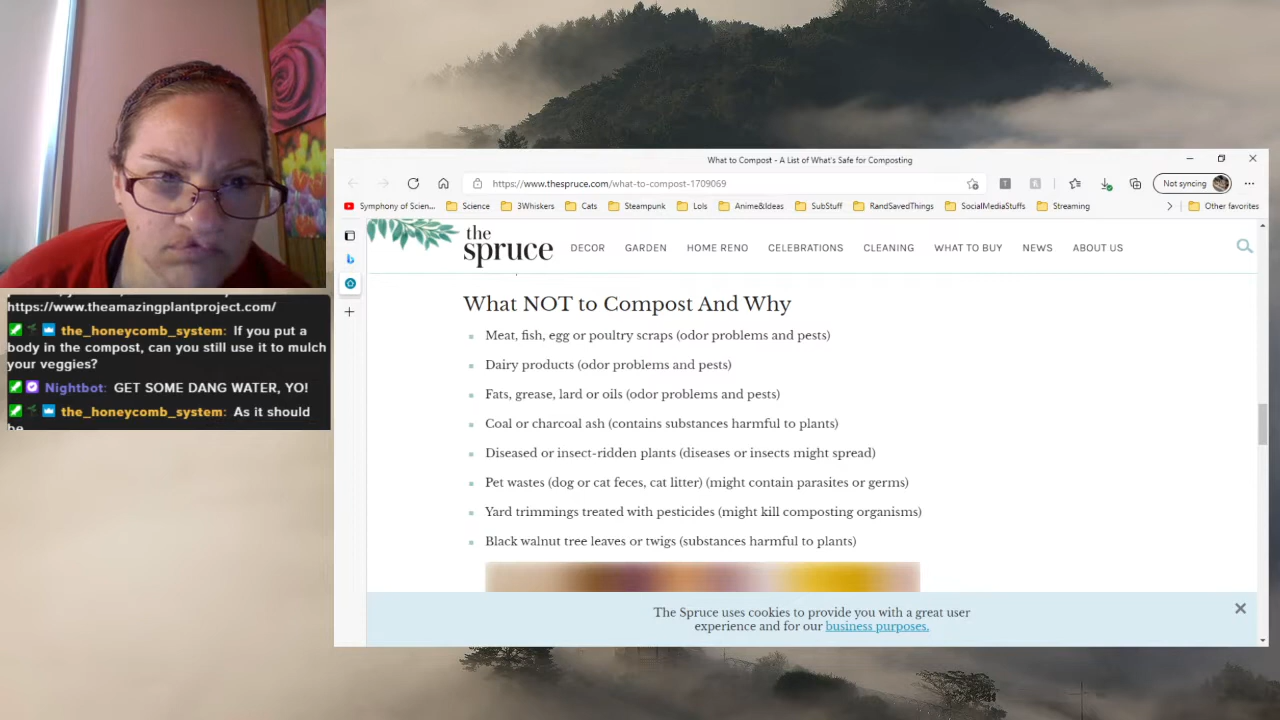 https://www.theamazingplantproject.com/
the_honeycomb_system: If you put a
body in the compost, can you still use it to mulch
your veggies?
Nightbot: GET SOME DANG WATER, YO!
the_honeycomb_system: As it should
What to Compost - A List of What's Safe for Composting
https://www.thespruce.com/what-to-compost-1709069
Not syncing
Symphony of Scien... Science 3Whiskers Cats Steampunk Lols Anime&Ideas SubStuff RandSavedThings SocialMediaStuffs Streaming Other favorites
the
spruce
DECOR GARDEN HOME RENO CELEBRATIONS CLEANING WHAT TO BUY NEWS ABOUT US
What NOT to Compost And Why
Meat, fish, egg or poultry scraps (odor problems and pests)
Dairy products (odor problems and pests)
Fats, grease, lard or oils (odor problems and pests)
Coal or charcoal ash (contains substances harmful to plants)
Diseased or insect-ridden plants (diseases or insects might spread)
Pet wastes (dog or cat feces, cat litter) (might contain parasites or germs)
Yard trimmings treated with pesticides (might kill composting organisms)
Black walnut tree leaves or twigs (substances harmful to plants)
The Spruce uses cookies to provide you with a great user
experience and for our business purposes.